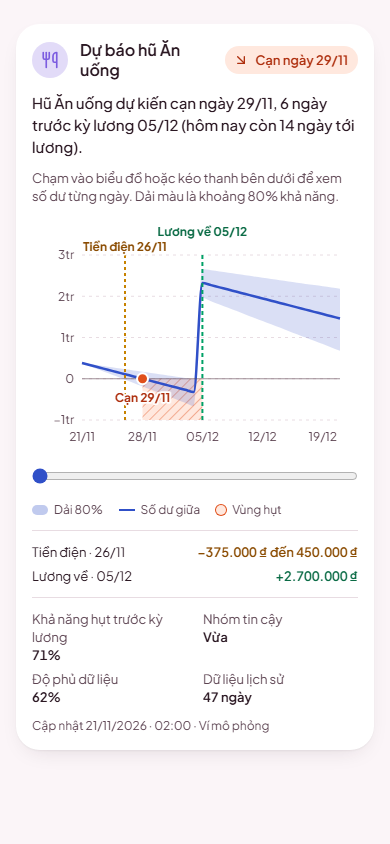 Dự báo hũ Ăn
uống
Cạn ngày 29/11
Hũ Ăn uống dự kiến cạn ngày 29/11, 6 ngày
trước kỳ lương 05/12 (hôm nay còn 14 ngày tới
lương).
Chạm vào biểu đồ hoặc kéo thanh bên dưới để xem
số dư từng ngày. Dải màu là khoảng 80% khả năng.
Lương về 05/12
Tiền điện 26/11
3tr
2tr
1tr
0
Cạn 29/11
−1tr
21/11 28/11 05/12 12/12 19/12
Dải 80% Số dư giữa Vùng hụt
Tiền điện · 26/11 −375.000 ₫ đến 450.000 ₫
Lương về · 05/12 +2.700.000 ₫
Khả năng hụt trước kỳ
lương
71%
Nhóm tin cậy
Vừa
Độ phủ dữ liệu
62%
Dữ liệu lịch sử
47 ngày
Cập nhật 21/11/2026 · 02:00 · Ví mô phỏng